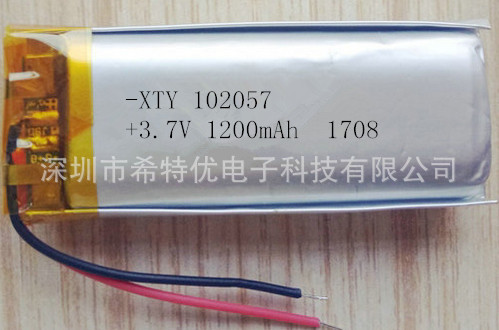 -XTY 102057
+3.7V 1200mAh 1708
深圳市希特优电子科技有限公司